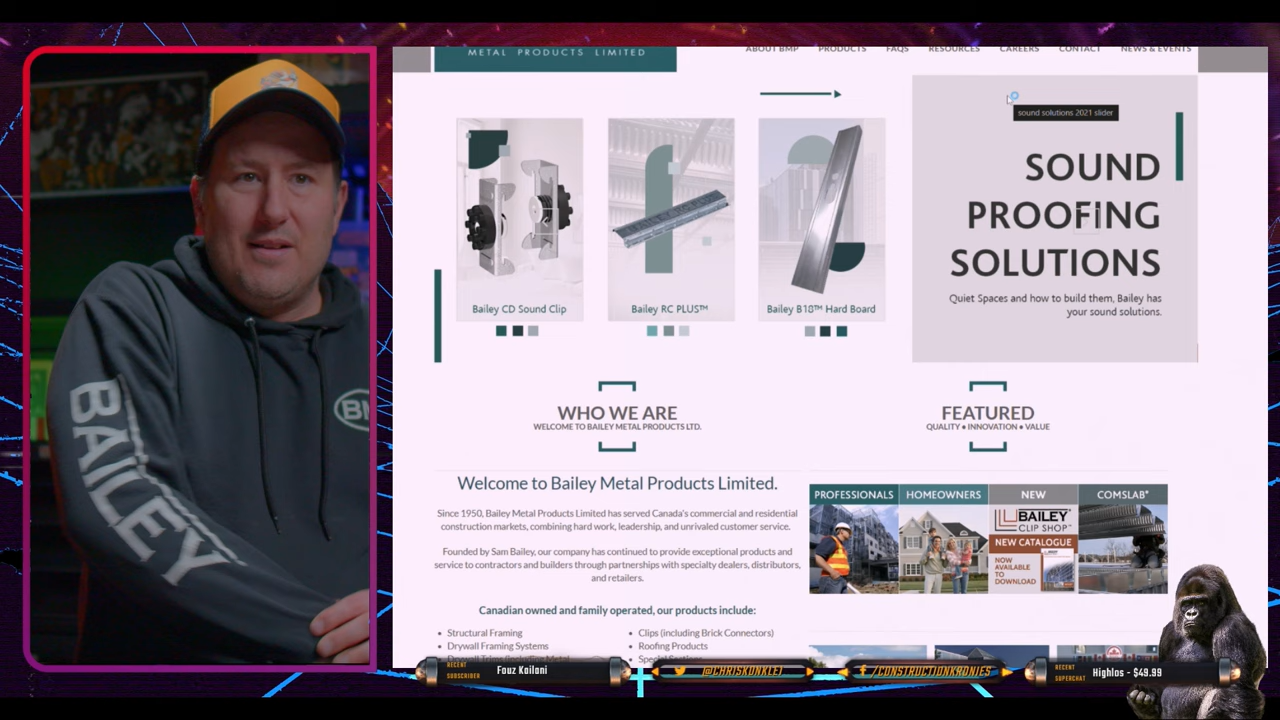 METAL PRODUCTS LIMITED
ABOUT BMP PRODUCTS FAQS RESOURCES CAREERS CONTACT NEWS & EVENTS
sound solutions 2021 slider
SOUND
PROOFING
SOLUTIONS
Quiet Spaces and how to build them, Bailey has
your sound solutions.
Bailey CD Sound Clip
Bailey RC PLUS™
Bailey B18™ Hard Board
BAILEY
BM
WHO WE ARE
WELCOME TO BAILEY METAL PRODUCTS LTD.
FEATURED
QUALITY • INNOVATION • VALUE
Welcome to Bailey Metal Products Limited.
Since 1950, Bailey Metal Products Limited has served Canada's commercial and residential
construction markets, combining hard work, leadership, and unrivaled customer service.
Founded by Sam Bailey, our company has continued to provide exceptional products and
service to contractors and builders through partnerships with specialty dealers, distributors,
and retailers.
Canadian owned and family operated, our products include:
• Structural Framing
• Drywall Framing Systems
• Clips (including Brick Connectors)
• Roofing Products
PROFESSIONALS
HOMEOWNERS
NEW
BAILEY
CLIP SHOP™
NEW CATALOGUE
NOW
AVAILABLE
TO
DOWNLOAD
COMSLAB®
RECENT
SUBSCRIBER
Fauz Kailani
@CHRISKUNKLE1
/CONSTRUCTIONKRONIES
RECENT
SUPERCHAT
Highlos - $49.99